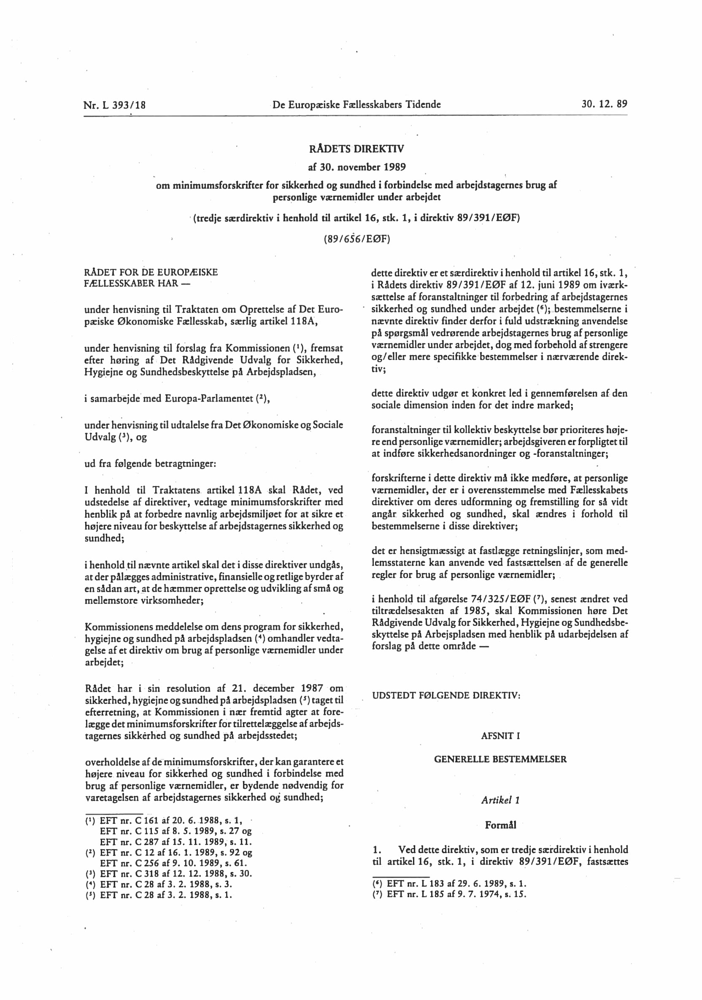 Nr. L 393/18
De Europæiske Fællesskabers Tidende
30. 12. 89
RÅDETS DIREKTIV
af 30. november 1989
om minimumsforskrifter for sikkerhed og sundhed i forbindelse med arbejdstagernes brug af
personlige værnemidler under arbejdet
(tredje særdirektiv i henhold til artikel 16, stk. 1, i direktiv 89/391/EØF)
(89/656/EØF)
RÅDET FOR DE EUROPÆISKE
FÆLLESSKABER HAR —
under henvisning til Traktaten om Oprettelse af Det Euro-
pæiske Økonomiske Fællesskab, særlig artikel 118A,
under henvisning til forslag fra Kommissionen (¹), fremsat
efter høring af Det Rådgivende Udvalg for Sikkerhed,
Hygiejne og Sundhedsbeskyttelse på Arbejdspladsen,
i samarbejde med Europa-Parlamentet (²),
under henvisning til udtalelse fra Det Økonomiske og Sociale
Udvalg (³), og
ud fra følgende betragtninger:
I henhold til Traktatens artikel 118A skal Rådet, ved
udstedelse af direktiver, vedtage minimumsforskrifter med
henblik på at forbedre navnlig arbejdsmiljøet for at sikre et
højere niveau for beskyttelse af arbejdstagernes sikkerhed og
sundhed;
i henhold til nævnte artikel skal det i disse direktiver undgås,
at der pålægges administrative, finansielle og retlige byrder af
en sådan art, at de hæmmer oprettelse og udvikling af små og
mellemstore virksomheder;
Kommissionens meddelelse om dens program for sikkerhed,
hygiejne og sundhed på arbejdspladsen (⁴) omhandler vedta-
gelse af et direktiv om brug af personlige værnemidler under
arbejdet;
Rådet har i sin resolution af 21. december 1987 om
sikkerhed, hygiejne og sundhed på arbejdspladsen (⁵) taget til
efterretning, at Kommissionen i nær fremtid agter at fore-
lægge det minimumsforskrifter for tilrettelæggelse af arbejds-
tagernes sikkerhed og sundhed på arbejdsstedet;
overholdelse af de minimumsforskrifter, der kan garantere et
højere niveau for sikkerhed og sundhed i forbindelse med
brug af personlige værnemidler, er bydende nødvendig for
varetagelsen af arbejdstagernes sikkerhed og sundhed;
(¹) EFT nr. C 161 af 20. 6. 1988, s. 1,
EFT nr. C 115 af 8. 5. 1989, s. 27 og
EFT nr. C 287 af 15. 11. 1989, s. 11.
(²) EFT nr. C 12 af 16. 1. 1989, s. 92 og
EFT nr. C 256 af 9. 10. 1989, s. 61.
(³) EFT nr. C 318 af 12. 12. 1988, s. 30.
(⁴) EFT nr. C 28 af 3. 2. 1988, s. 3.
(⁵) EFT nr. C 28 af 3. 2. 1988, s. 1.
dette direktiv er et særdirektiv i henhold til artikel 16, stk. 1,
i Rådets direktiv 89/391/EØF af 12. juni 1989 om iværk-
sættelse af foranstaltninger til forbedring af arbejdstagernes
sikkerhed og sundhed under arbejdet (⁶); bestemmelserne i
nævnte direktiv finder derfor i fuld udstrækning anvendelse
på spørgsmål vedrørende arbejdstagernes brug af personlige
værnemidler under arbejdet, dog med forbehold af strengere
og/eller mere specifikke bestemmelser i nærværende direk-
tiv;
dette direktiv udgør et konkret led i gennemførelsen af den
sociale dimension inden for det indre marked;
foranstaltninger til kollektiv beskyttelse bør prioriteres høje-
re end personlige værnemidler; arbejdsgiveren er forpligtet til
at indføre sikkerhedsanordninger og -foranstaltninger;
forskrifterne i dette direktiv må ikke medføre, at personlige
værnemidler, der er i overensstemmelse med Fællesskabets
direktiver om deres udformning og fremstilling for så vidt
angår sikkerhed og sundhed, skal ændres i forhold til
bestemmelserne i disse direktiver;
det er hensigtmæssigt at fastlægge retningslinjer, som med-
lemsstaterne kan anvende ved fastsættelsen af de generelle
regler for brug af personlige værnemidler;
i henhold til afgørelse 74/325/EØF (⁷), senest ændret ved
tiltrædelsesakten af 1985, skal Kommissionen høre Det
Rådgivende Udvalg for Sikkerhed, Hygiejne og Sundhedsbe-
skyttelse på Arbejspladsen med henblik på udarbejdelsen af
forslag på dette område —
UDSTEDT FØLGENDE DIREKTIV:
AFSNIT I
GENERELLE BESTEMMELSER
Artikel 1
Formål
1. Ved dette direktiv, som er tredje særdirektiv i henhold
til artikel 16, stk. 1, i direktiv 89/391/EØF, fastsættes
(⁶) EFT nr. L 183 af 29. 6. 1989, s. 1.
(⁷) EFT nr. L 185 af 9. 7. 1974, s. 15.